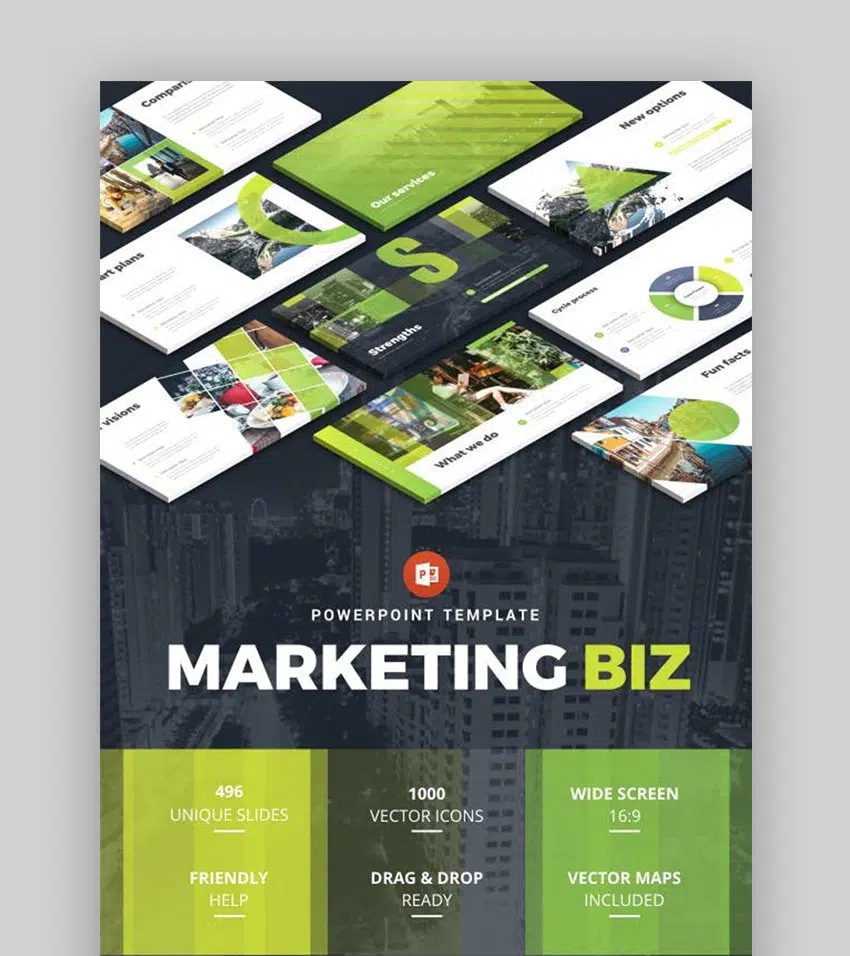 Compari
Our services
New options
art plans
Strengths
Cycle process
visions
What we do
Fun facts
P
POWERPOINT TEMPLATE
MARKETING BIZ
496
UNIQUE SLIDES
1000
VECTOR ICONS
WIDE SCREEN
16:9
FRIENDLY
HELP
DRAG & DROP
READY
VECTOR MAPS
INCLUDED